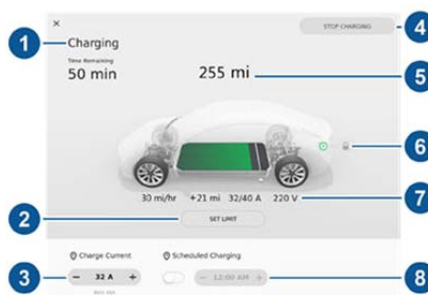 ×
STOP CHARGING
4
1
Charging
Time Remaining
50 min
255 mi
5
6
30 mi/hr +21 mi 32/40 A 220 V
7
2
SET LIMIT
Charge Current
Scheduled Charging
3
− 32 A +
− 12:00 AM +
8